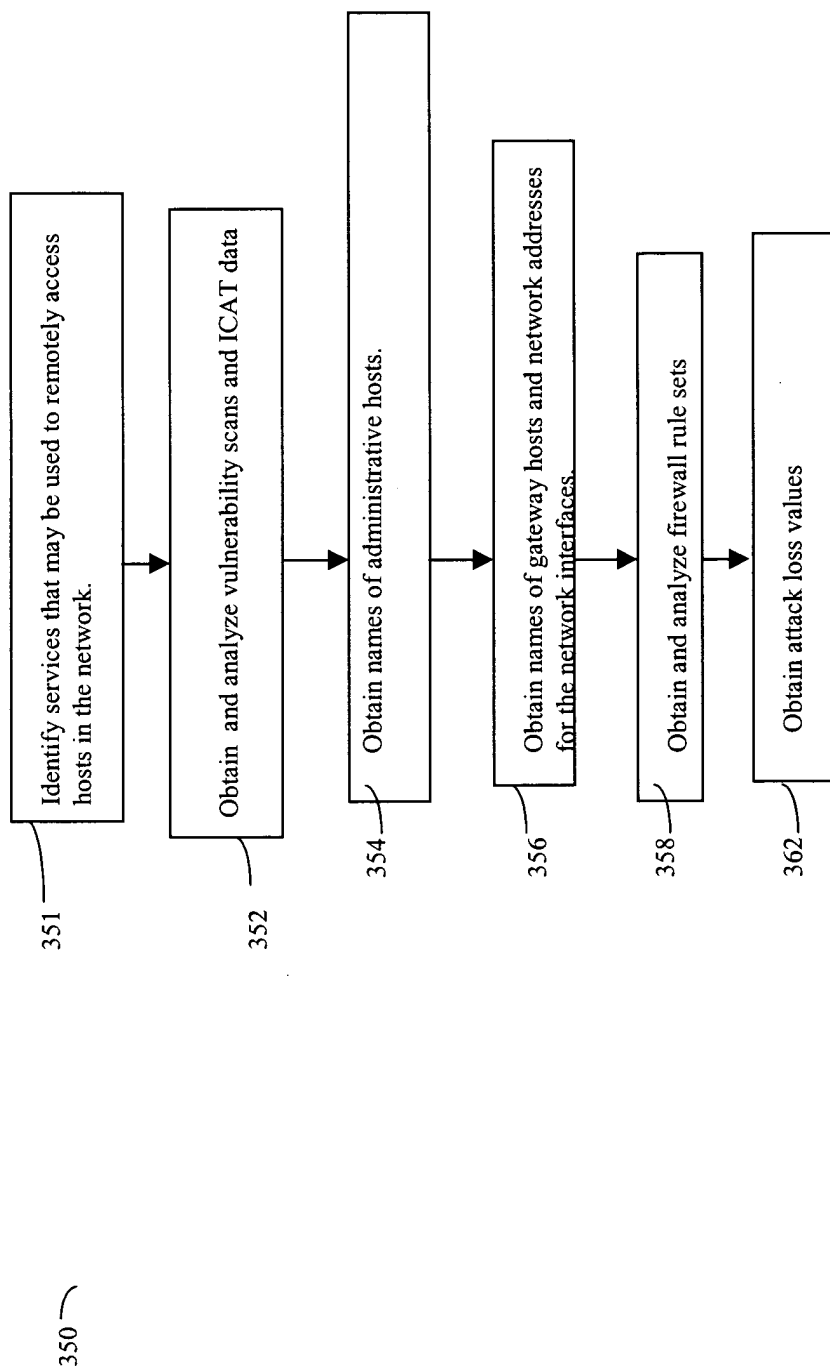 350
351
Identify services that may be used to remotely access
hosts in the network.
352
Obtain and analyze vulnerability scans and ICAT data
354
Obtain names of administrative hosts.
356
Obtain names of gateway hosts and network addresses
for the network interfaces.
358
Obtain and analyze firewall rule sets
362
Obtain attack loss values